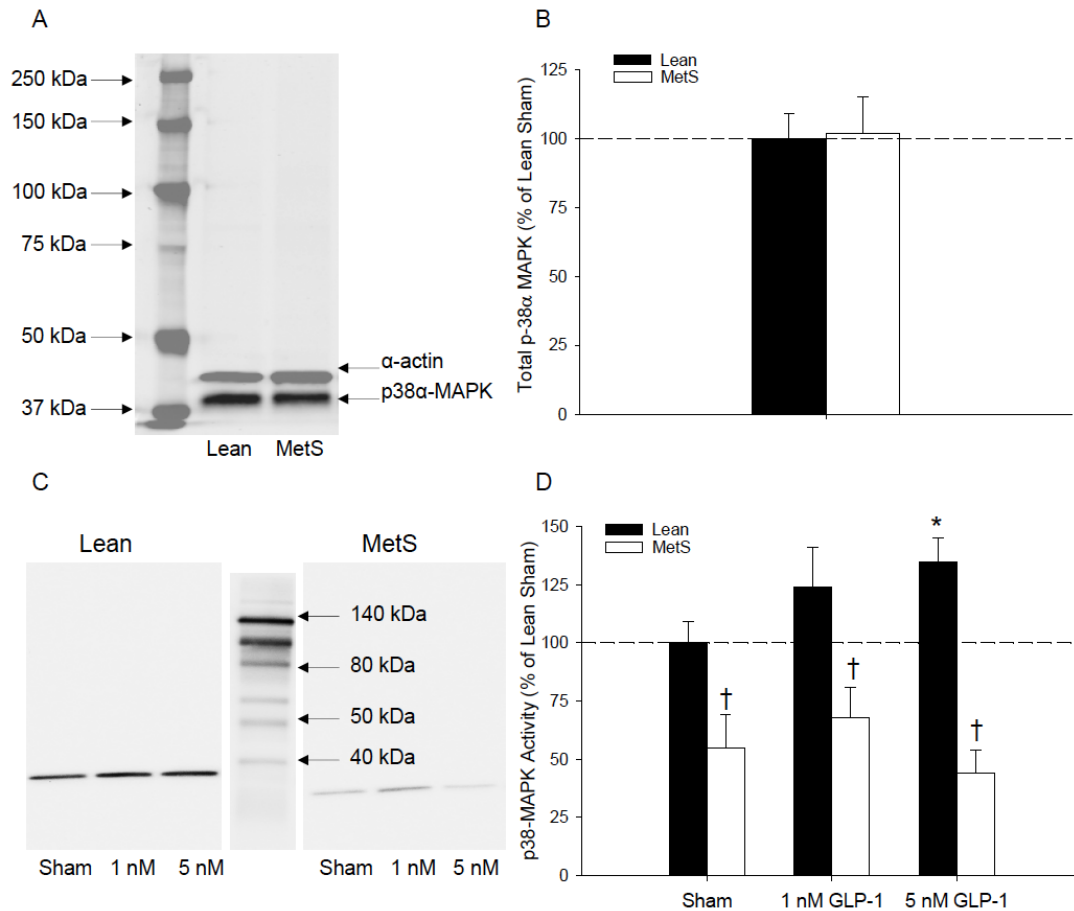 A
250 kDa
150 kDa
100 kDa
75 kDa
50 kDa
37 kDa
α-actin
p38α-MAPK
Lean MetS
B
Lean
MetS
Total p-38α MAPK (% of Lean Sham)
125
100
75
50
25
0
C
Lean MetS
140 kDa
80 kDa
50 kDa
40 kDa
Sham 1 nM 5 nM
Sham 1 nM 5 nM
D
Lean
MetS
p38-MAPK Activity (% of Lean Sham)
150
125
100
75
50
25
0
*
†
†
†
Sham 1 nM GLP-1 5 nM GLP-1